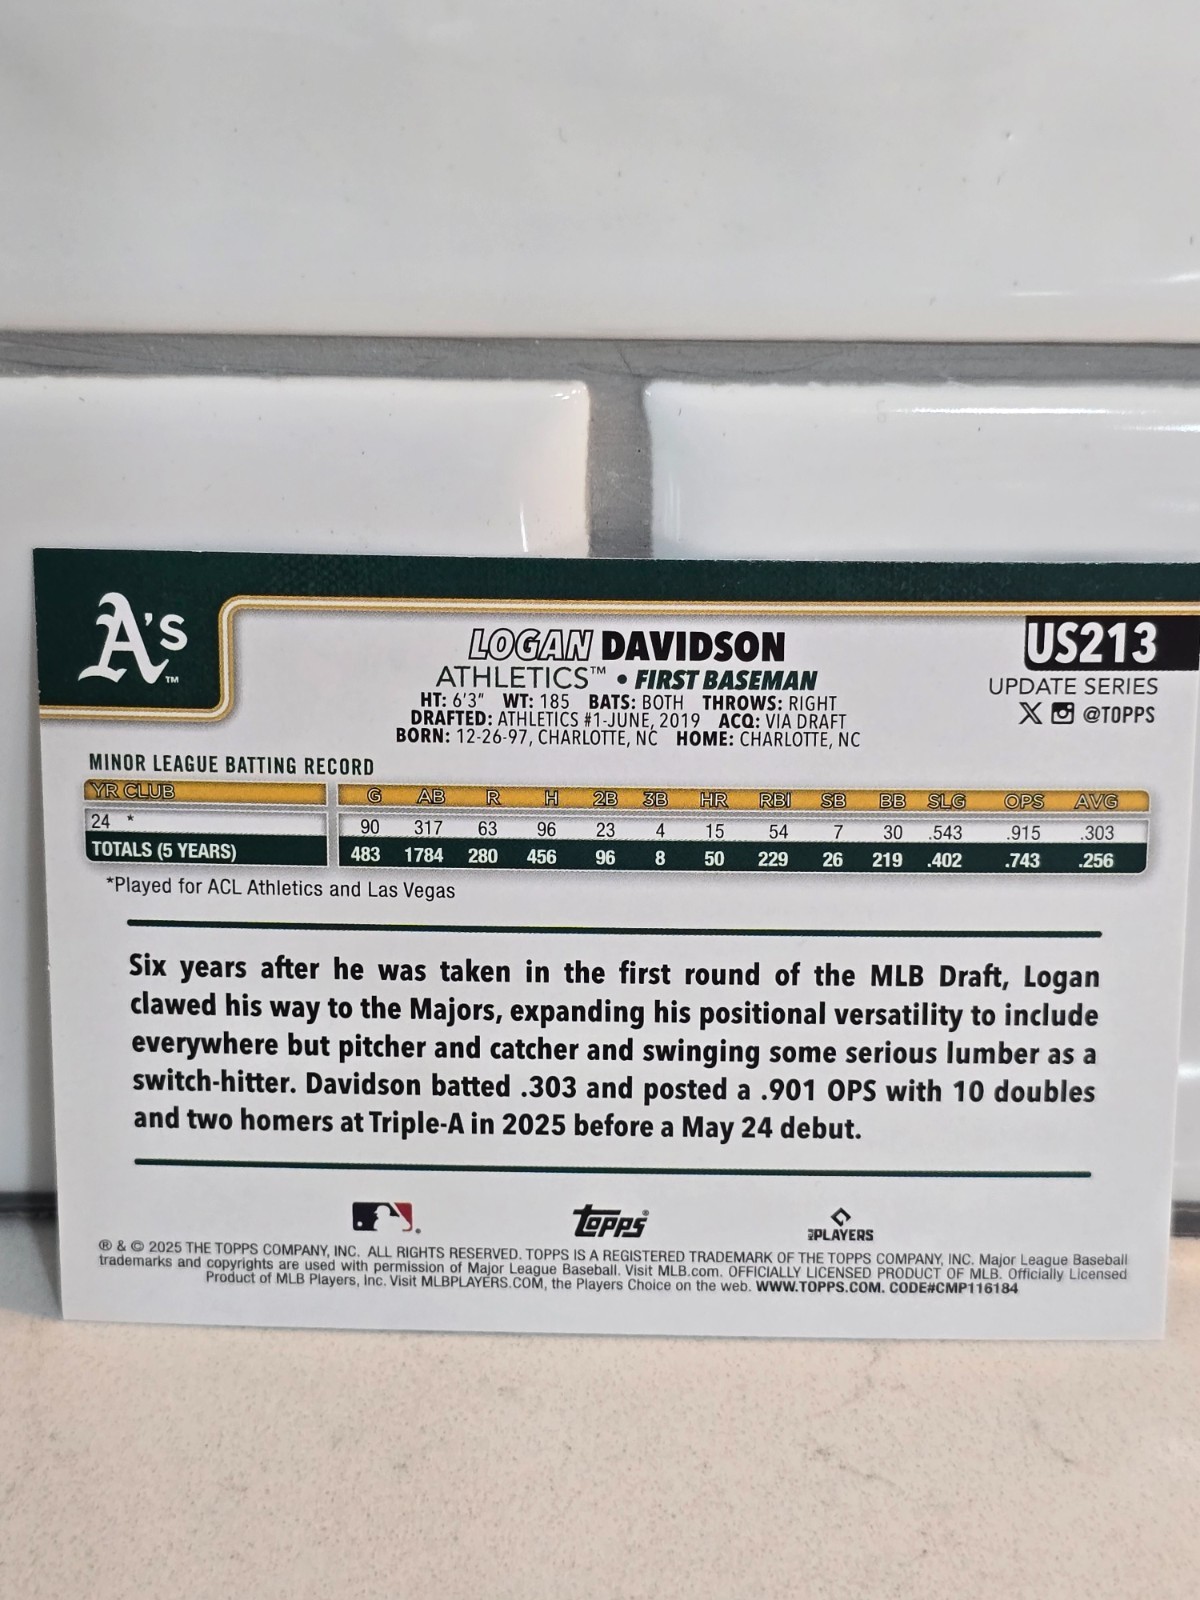 A's™
US213
UPDATE SERIES
X @TOPPS
LOGAN DAVIDSON
ATHLETICS™ • FIRST BASEMAN
HT: 6'3" WT: 185 BATS: BOTH THROWS: RIGHT
DRAFTED: ATHLETICS #1-JUNE, 2019 ACQ: VIA DRAFT
BORN: 12-26-97, CHARLOTTE, NC HOME: CHARLOTTE, NC
MINOR LEAGUE BATTING RECORD
YR CLUB G AB R H 2B 3B HR RBI SB BB SLG OPS AVG
24 * 90 317 63 96 23 4 15 54 7 30 .543 .915 .303
TOTALS (5 YEARS) 483 1784 280 456 96 8 50 229 26 219 .402 .743 .256
*Played for ACL Athletics and Las Vegas
Six years after he was taken in the first round of the MLB Draft, Logan
clawed his way to the Majors, expanding his positional versatility to include
everywhere but pitcher and catcher and swinging some serious lumber as a
switch-hitter. Davidson batted .303 and posted a .901 OPS with 10 doubles
and two homers at Triple-A in 2025 before a May 24 debut.
topps®
MLBPLAYERS
® & © 2025 THE TOPPS COMPANY, INC. ALL RIGHTS RESERVED. TOPPS IS A REGISTERED TRADEMARK OF THE TOPPS COMPANY, INC. Major League Baseball
trademarks and copyrights are used with permission of Major League Baseball. Visit MLB.com. OFFICIALLY LICENSED PRODUCT OF MLB. Officially Licensed
Product of MLB Players, Inc. Visit MLBPLAYERS.COM, the Players Choice on the web. WWW.TOPPS.COM. CODE#CMP116184